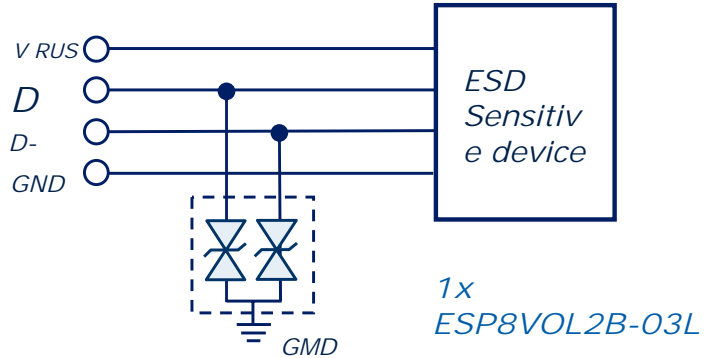 V RUS
D
D-
GND
ESD
Sensitiv
e device
GMD
1x
ESP8VOL2B-03L